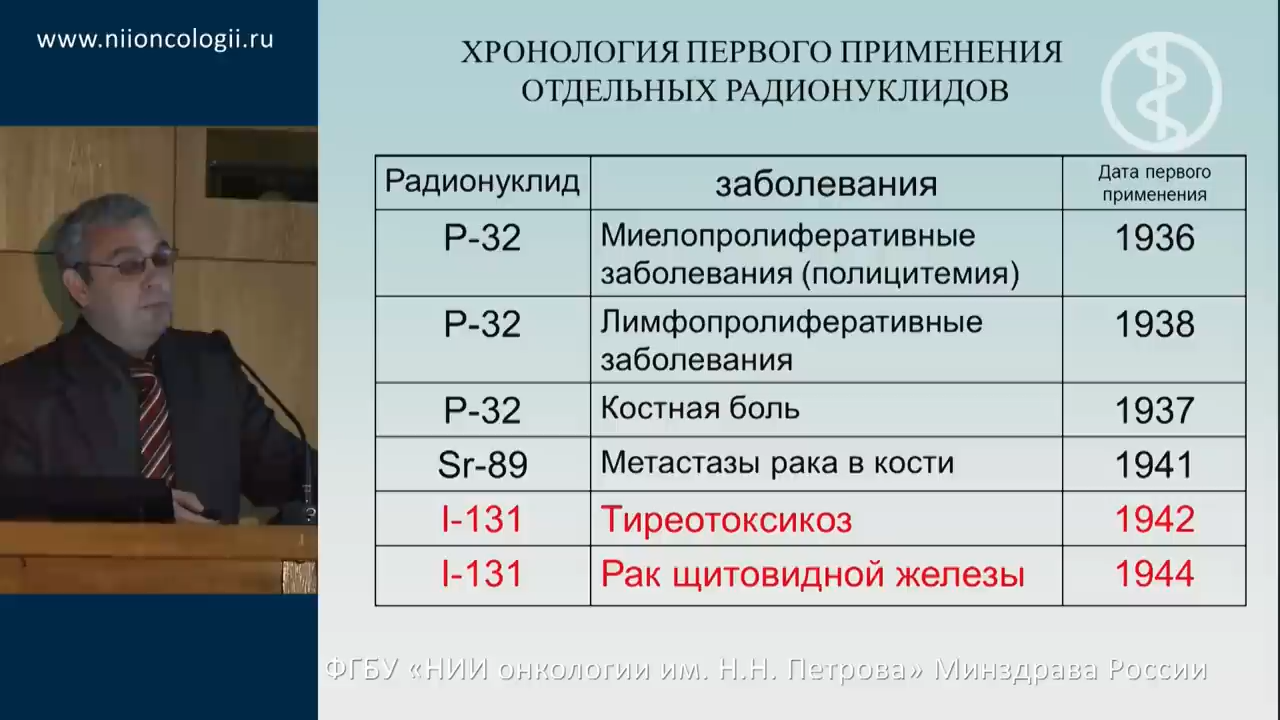 www.niioncologii.ru
ХРОНОЛОГИЯ ПЕРВОГО ПРИМЕНЕНИЯ
ОТДЕЛЬНЫХ РАДИОНУКЛИДОВ
Радионуклид заболевания Дата первого
применения
P-32 Миелопролиферативные 1936
заболевания (полицитемия)
P-32 Лимфопролиферативные 1938
заболевания
P-32 Костная боль 1937
Sr-89 Метастазы рака в кости 1941
I-131 Тиреотоксикоз 1942
I-131 Рак щитовидной железы 1944
ФГБУ «НИИ онкологии им. Н.Н. Петрова» Минздрава России